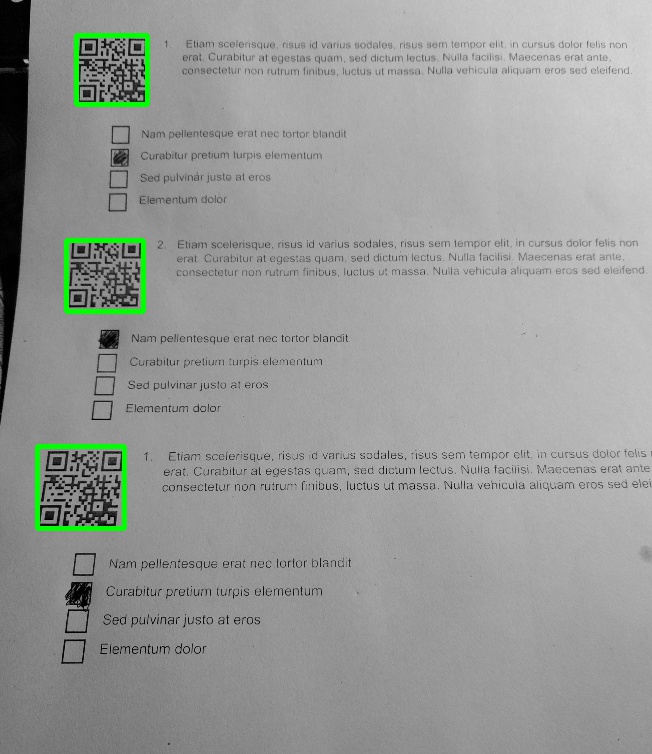 1 Etiam scelerisque, risus id varius sodales, risus sem tempor elit, in cursus dolor felis non
erat. Curabitur at egestas quam, sed dictum lectus. Nulla facilisi. Maecenas erat ante,
consectetur non rutrum finibus, luctus ut massa. Nulla vehicula aliquam eros sed eleifend.
Nam pellentesque erat nec tortor blandit
Curabitur pretium turpis elementum
Sed pulvinar justo at eros
Elementum dolor
2. Etiam scelerisque, risus id varius sodales, risus sem tempor elit, in cursus dolor felis non
erat. Curabitur at egestas quam, sed dictum lectus. Nulla facilisi. Maecenas erat ante,
consectetur non rutrum finibus, luctus ut massa. Nulla vehicula aliquam eros sed eleifend.
Nam pellentesque erat nec tortor blandit
Curabitur pretium turpis elementum
Sed pulvinar justo at eros
Elementum dolor
1. Etiam scelerisque, risus id varius sodales, risus sem tempor elit, in cursus dolor felis
erat. Curabitur at egestas quam, sed dictum lectus. Nulla facilisi. Maecenas erat ante
consectetur non rutrum finibus, luctus ut massa. Nulla vehicula aliquam eros sed elei
Nam pellentesque erat nec tortor blandit
Curabitur pretium turpis elementum
Sed pulvinar justo at eros
Elementum dolor